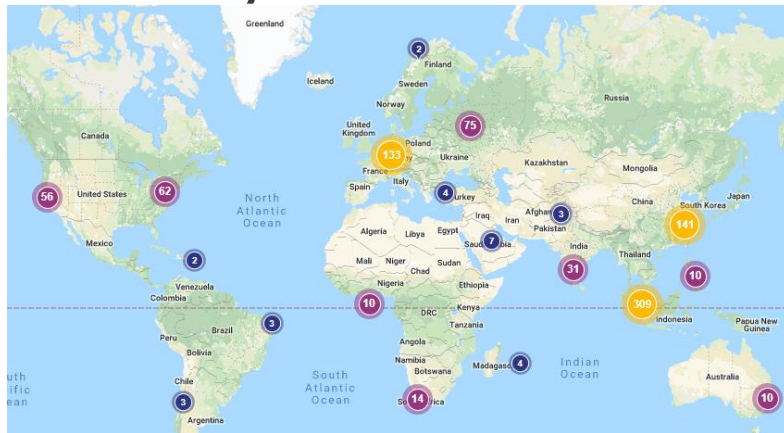 Greenland
2
Finland
Iceland
Sweden
Russia
Norway
75
Canada
United
Kingdom
Poland
133
Ukraine
Kazakhstan
Mongolia
France
Italy
4
56
United States
62
Spain
Turkey
North
Atlantic
Ocean
Iraq
Iran
3
Pakistan
China
South Korea
Japan
141
Algeria
Libya
Egypt
7
Mexico
India
31
Thailand
10
2
Mali
Niger
Chad
Sudan
Venezuela
Nigeria
Ethiopia
Colombia
10
309
DRC
Kenya
Indonesia
Papua New
Guinea
3
Brazil
Tanzania
Peru
Bolivia
Angola
Namibia
Botswana
Madagas
4
Indian
Ocean
South
Atlantic
Ocean
Chile
3
14
Australia
10
Argentina